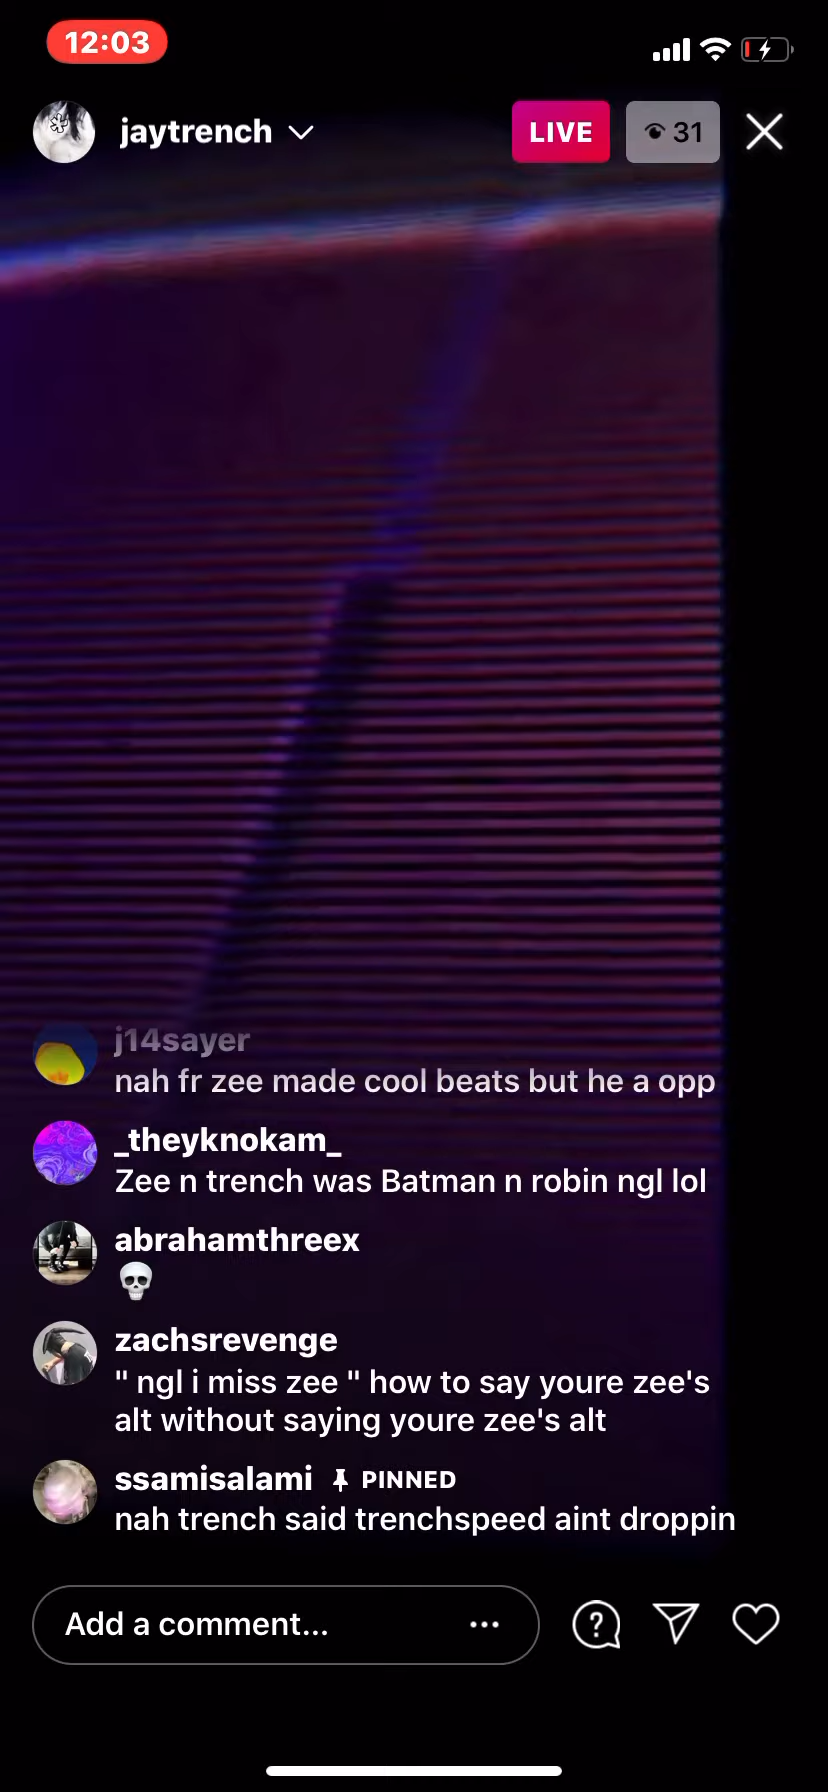 12:03
jaytrench
LIVE
31
j14sayer
nah fr zee made cool beats but he a opp
_theyknokam_
Zee n trench was Batman n robin ngl lol
abrahamthreex
💀
zachsrevenge
" ngl i miss zee " how to say youre zee's
alt without saying youre zee's alt
ssamisalami PINNED
nah trench said trenchspeed aint droppin
Add a comment...